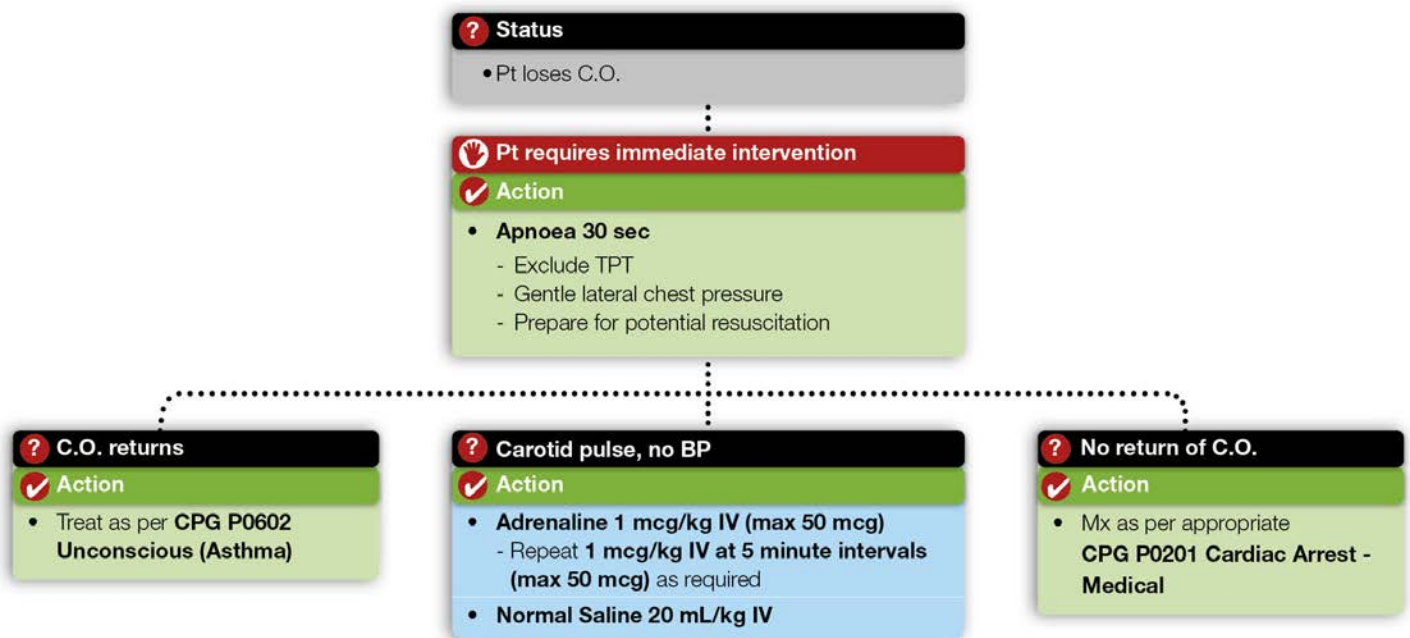 ? Status
• Pt loses C.O.
Pt requires immediate intervention
✔ Action
• Apnoea 30 sec
- Exclude TPT
- Gentle lateral chest pressure
- Prepare for potential resuscitation
? C.O. returns
✔ Action
• Treat as per CPG P0602
Unconscious (Asthma)
? Carotid pulse, no BP
✔ Action
• Adrenaline 1 mcg/kg IV (max 50 mcg)
- Repeat 1 mcg/kg IV at 5 minute intervals
(max 50 mcg) as required
• Normal Saline 20 mL/kg IV
? No return of C.O.
✔ Action
• Mx as per appropriate
CPG P0201 Cardiac Arrest -
Medical